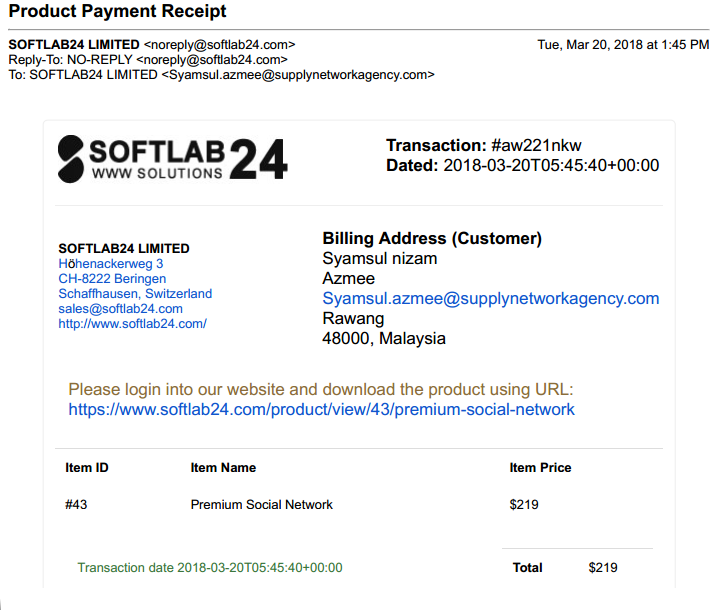 Product Payment Receipt
SOFTLAB24 LIMITED <noreply@softlab24.com> Tue, Mar 20, 2018 at 1:45 PM
Reply-To: NO-REPLY <noreply@softlab24.com>
To: SOFTLAB24 LIMITED <Syamsul.azmee@supplynetworkagency.com>
SOFTLAB 24
WWW SOLUTIONS
Transaction: #aw221nkw
Dated: 2018-03-20T05:45:40+00:00
SOFTLAB24 LIMITED
Höhenackerweg 3
CH-8222 Beringen
Schaffhausen, Switzerland
sales@softlab24.com
http://www.softlab24.com/
Billing Address (Customer)
Syamsul nizam
Azmee
Syamsul.azmee@supplynetworkagency.com
Rawang
48000, Malaysia
Please login into our website and download the product using URL:
https://www.softlab24.com/product/view/43/premium-social-network
Item ID Item Name Item Price
#43 Premium Social Network $219
Transaction date 2018-03-20T05:45:40+00:00 Total $219